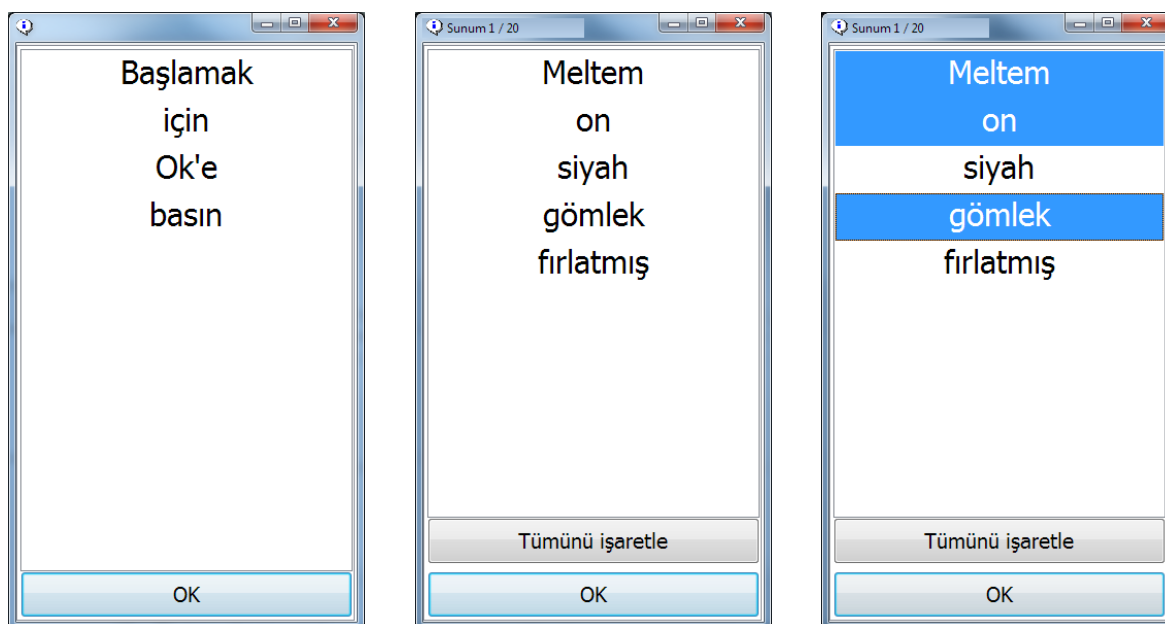 Başlamak
için
Ok'e
basın
OK
Sunum 1 / 20
Meltem
on
siyah
gömlek
fırlatmış
Tümünü işaretle
OK
Sunum 1 / 20
Meltem
on
siyah
gömlek
fırlatmış
Tümünü işaretle
OK